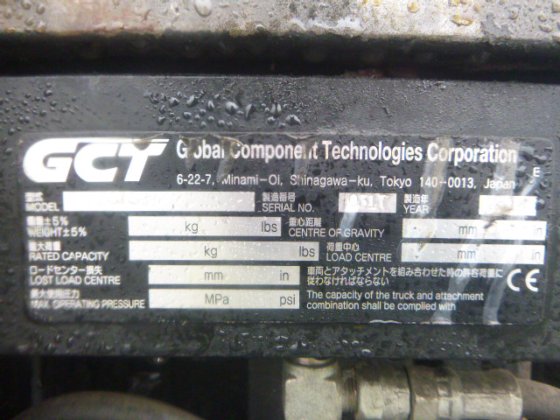 GCT Global Component Technologies Corporation
6-22-7, Minami-OI, Shinagawa-ku, Tokyo 140-0013, Japan
E
型式 製造番号 製造年
MODEL SERIAL NO. YEAR
重量±5% 重心距離
WEIGHT±5% kg lbs CENTRE OF GRAVITY mm in
最大荷重 荷重中心
RATED CAPACITY kg lbs LOAD CENTRE mm in
ロードセンター損失 車両とアタッチメントを組み合わせた時の許容荷重に
LOST LOAD CENTRE mm in 従わなければならない CE
最大使用圧力 The capacity of the truck and attachment
MAX. OPERATING PRESSURE MPa psi combination shall be complied with